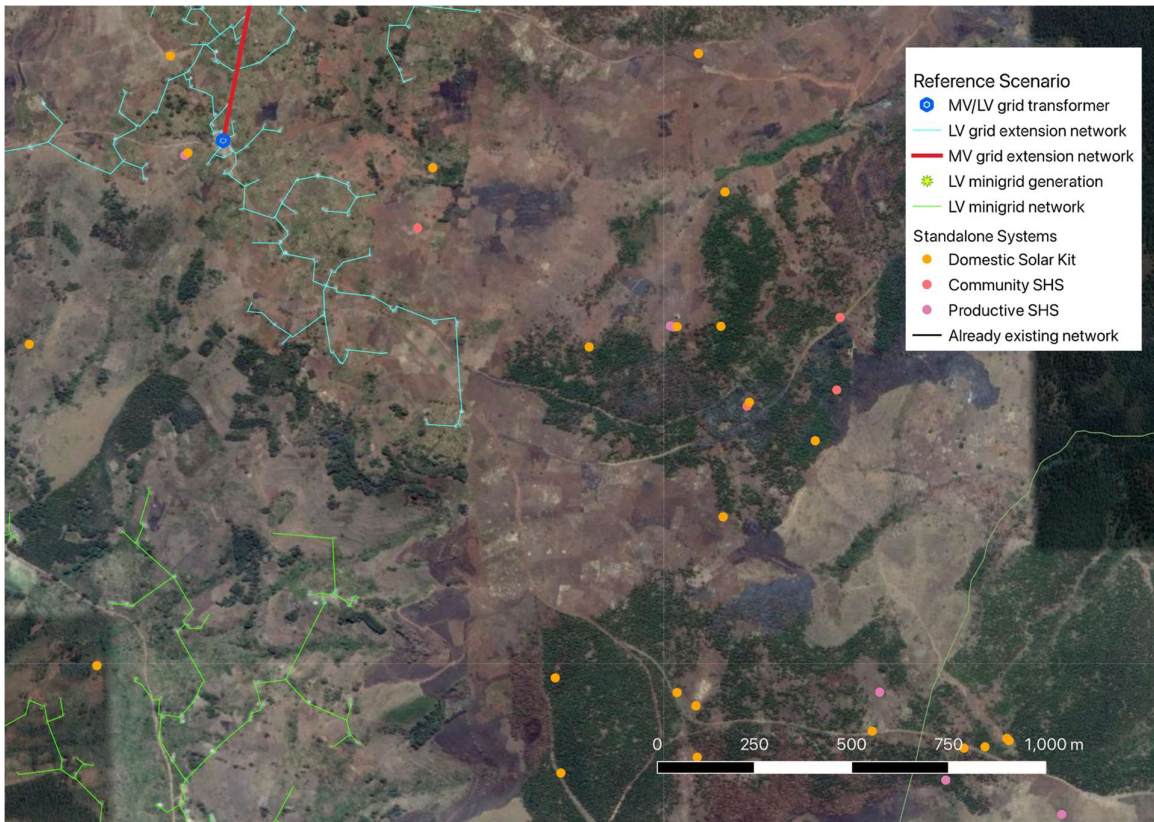 Reference Scenario
MV/LV grid transformer
LV grid extension network
MV grid extension network
LV minigrid generation
LV minigrid network
Standalone Systems
Domestic Solar Kit
Community SHS
Productive SHS
Already existing network
0 250 500 750 1,000 m